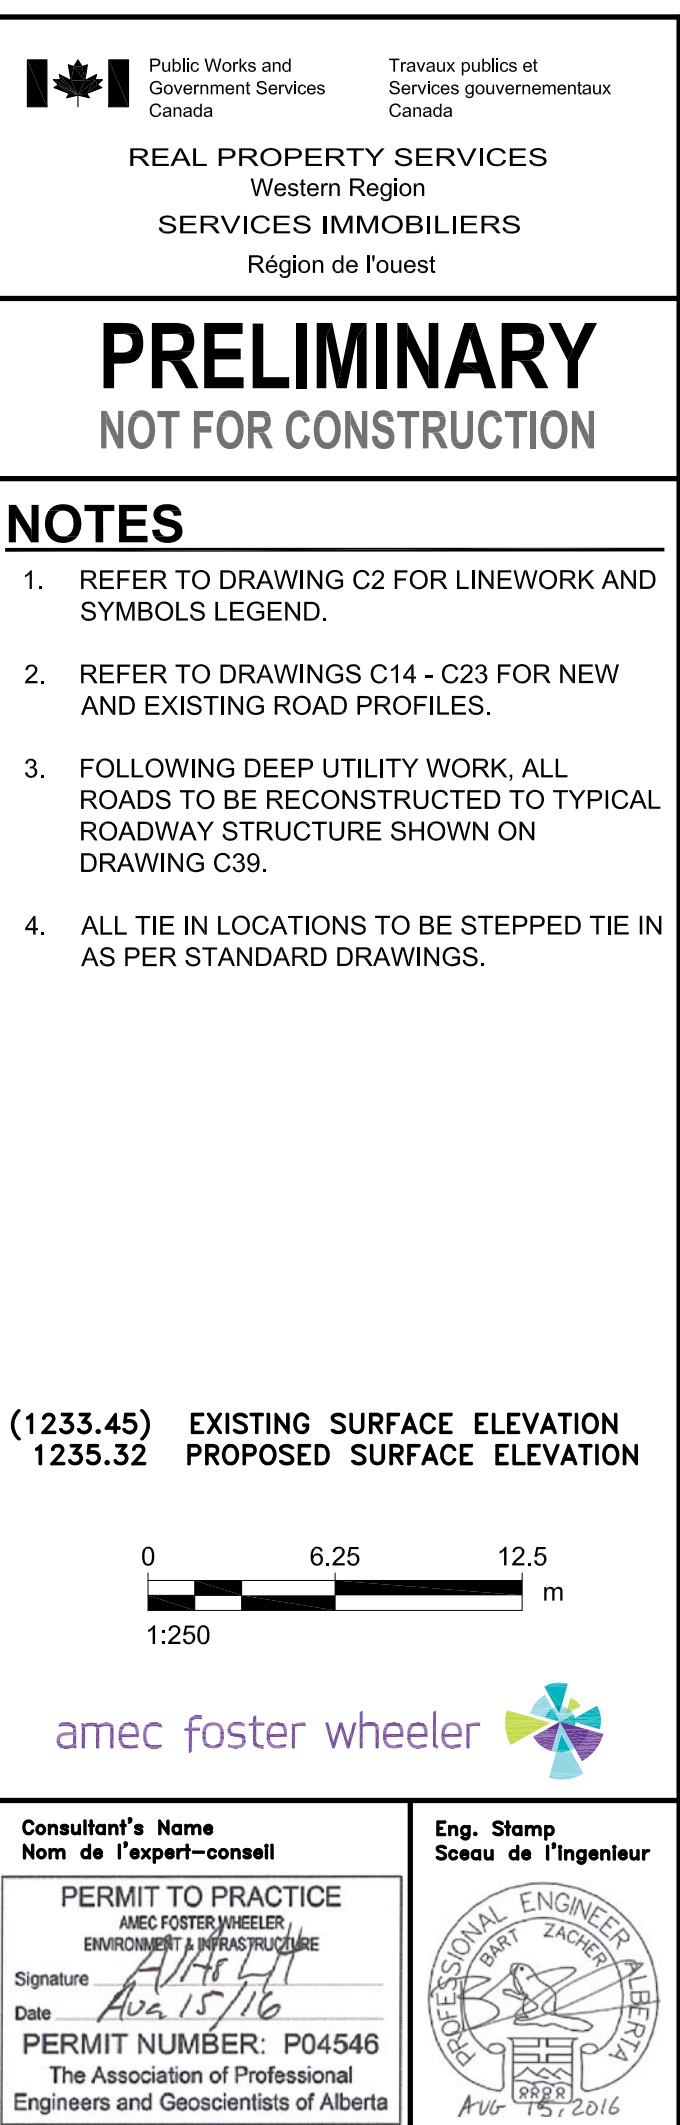 Public Works and
Government Services
Canada
Travaux publics et
Services gouvernementaux
Canada
REAL PROPERTY SERVICES
Western Region
SERVICES IMMOBILIERS
Région de l'ouest
PRELIMINARY
NOT FOR CONSTRUCTION
NOTES
1. REFER TO DRAWING C2 FOR LINEWORK AND
SYMBOLS LEGEND.
2. REFER TO DRAWINGS C14 - C23 FOR NEW
AND EXISTING ROAD PROFILES.
3. FOLLOWING DEEP UTILITY WORK, ALL
ROADS TO BE RECONSTRUCTED TO TYPICAL
ROADWAY STRUCTURE SHOWN ON
DRAWING C39.
4. ALL TIE IN LOCATIONS TO BE STEPPED TIE IN
AS PER STANDARD DRAWINGS.
(1233.45) EXISTING SURFACE ELEVATION
1235.32 PROPOSED SURFACE ELEVATION
0 6.25 12.5
m
1:250
amec foster wheeler
Consultant's Name
Nom de l'expert-conseil
PERMIT TO PRACTICE
AMEC FOSTER WHEELER
ENVIRONMENT & INFRASTRUCTURE
Signature
Date Aug 15/16
PERMIT NUMBER: P04546
The Association of Professional
Engineers and Geoscientists of Alberta
Eng. Stamp
Sceau de l'ingenieur
PROFESSIONAL ENGINEER ALBERTA
BART ZACHER
AUG 15, 2016